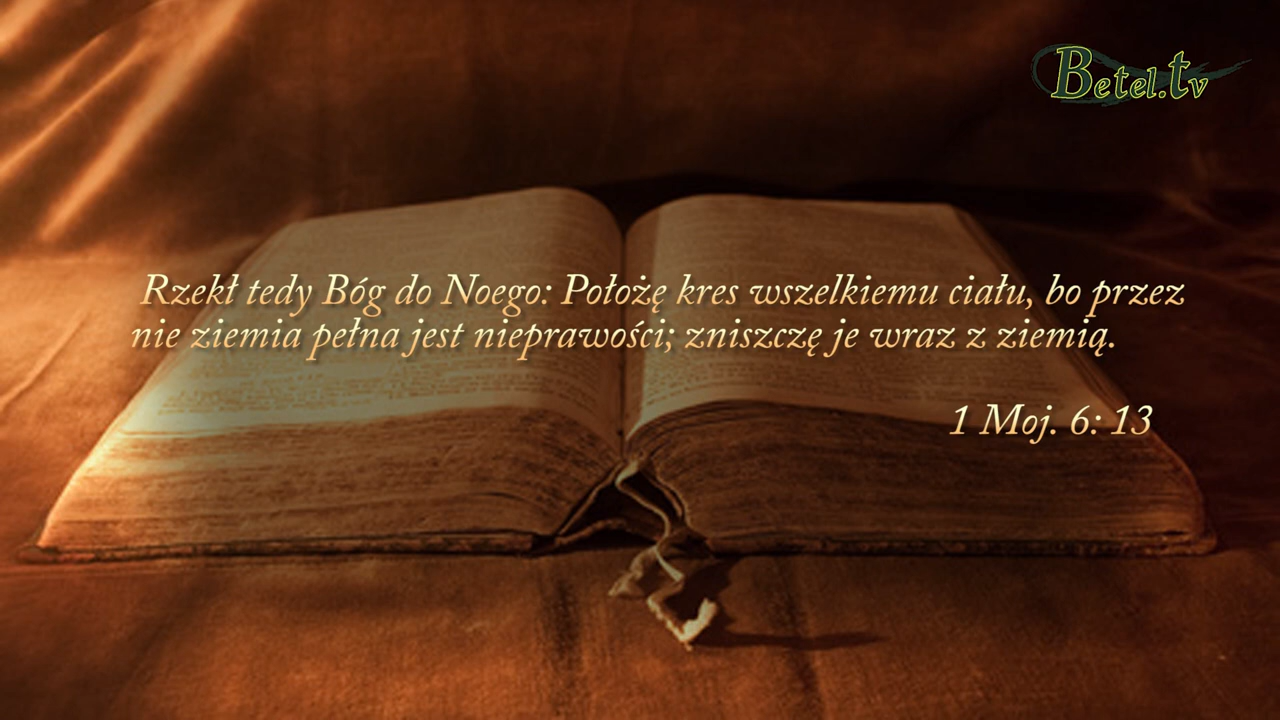 Betel.tv
Rzekł tedy Bóg do Noego: Położę kres wszelkiemu ciału, bo przez
nie ziemia pełna jest nieprawości; zniszczę je wraz z ziemią.
1 Moj. 6: 13